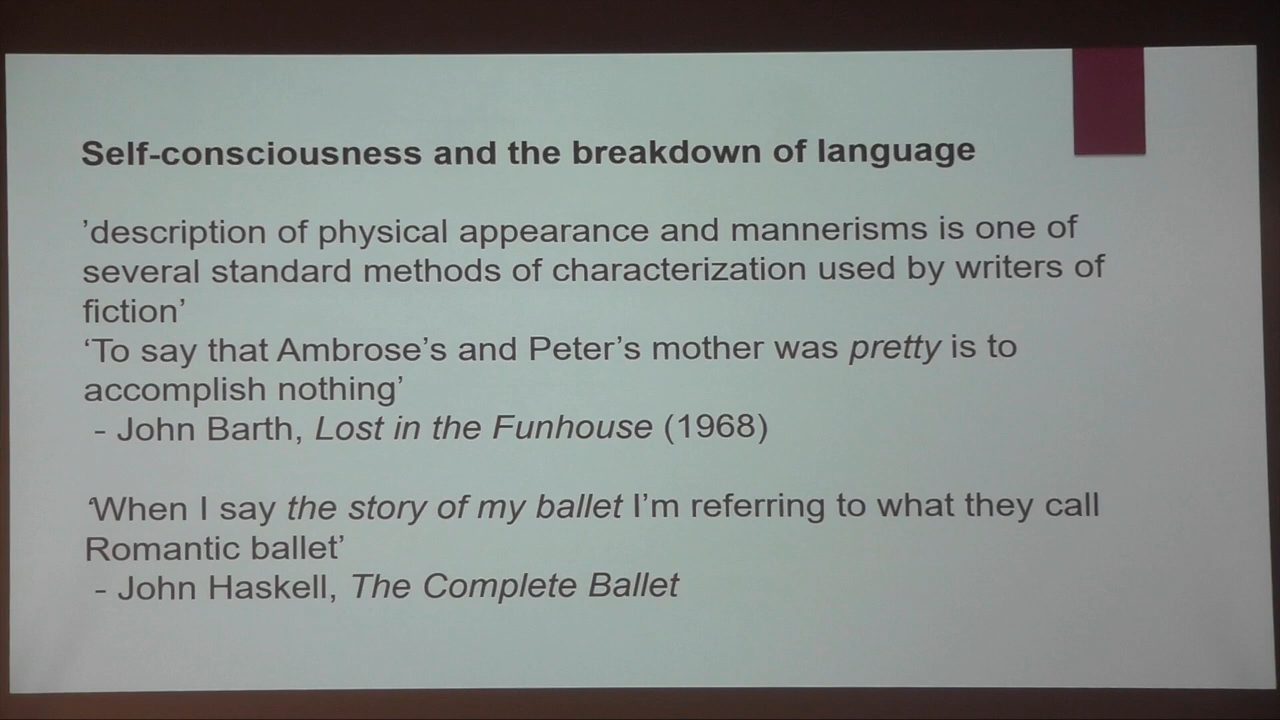 Self-consciousness and the breakdown of language
’description of physical appearance and mannerisms is one of
several standard methods of characterization used by writers of
fiction’
‘To say that Ambrose’s and Peter’s mother was pretty is to
accomplish nothing’
- John Barth, Lost in the Funhouse (1968)
‘When I say the story of my ballet I’m referring to what they call
Romantic ballet’
- John Haskell, The Complete Ballet